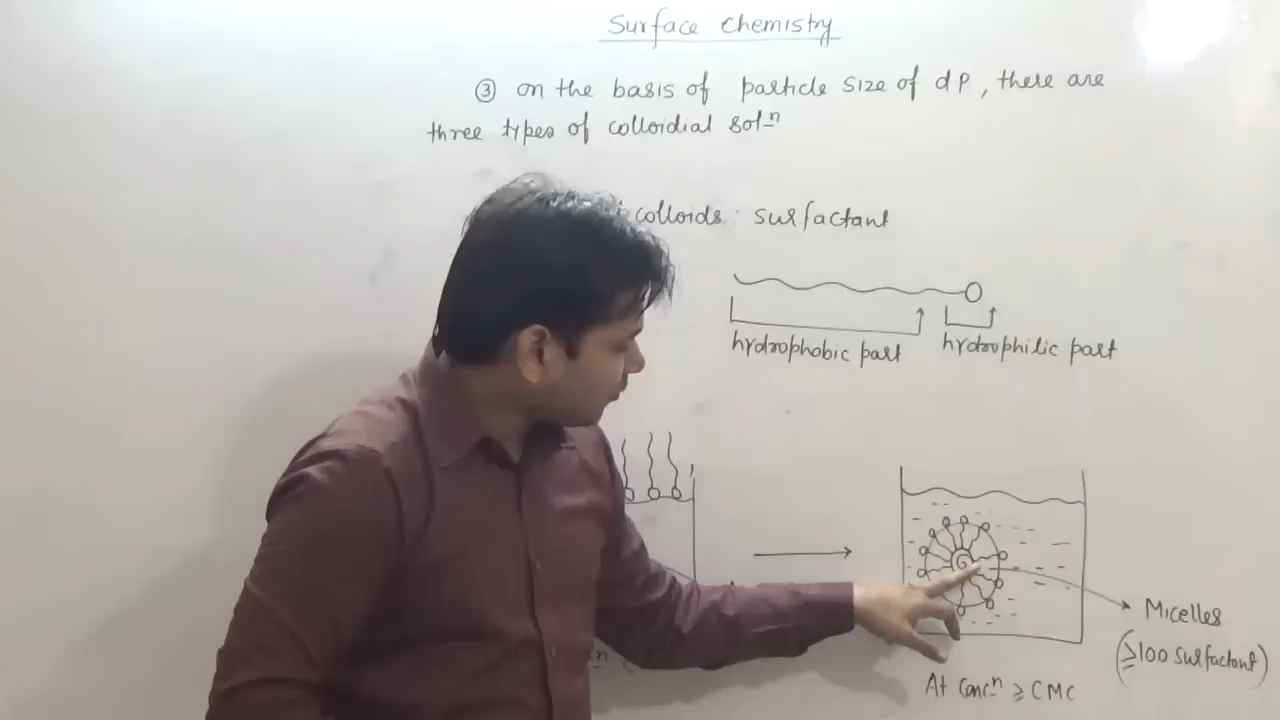 Surface Chemistry
③ on the basis of particle size of dP, there are
three types of colloidial solⁿ
colloids : surfactant
hydrophobic part
hydrophilic part
G
Micelles
(≥100 surfactant)
At Concⁿ ≥ CMC